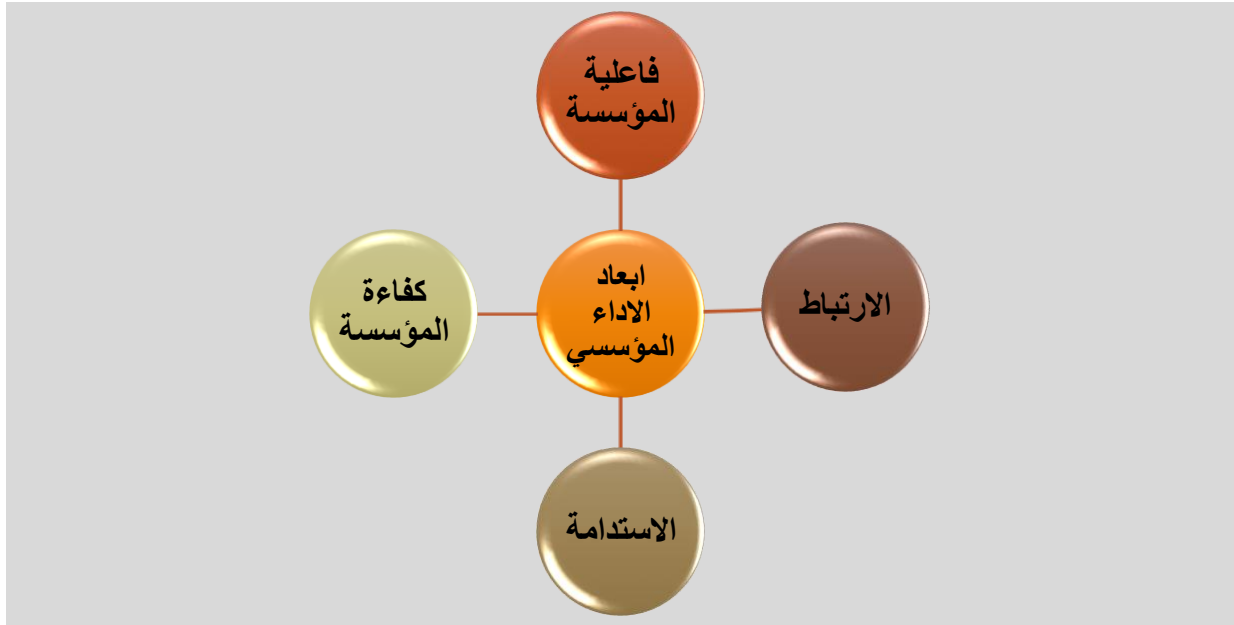 فاعلية
المؤسسة
الارتباط
ابعاد
الاداء
المؤسسي
كفاءة
المؤسسة
الاستدامة